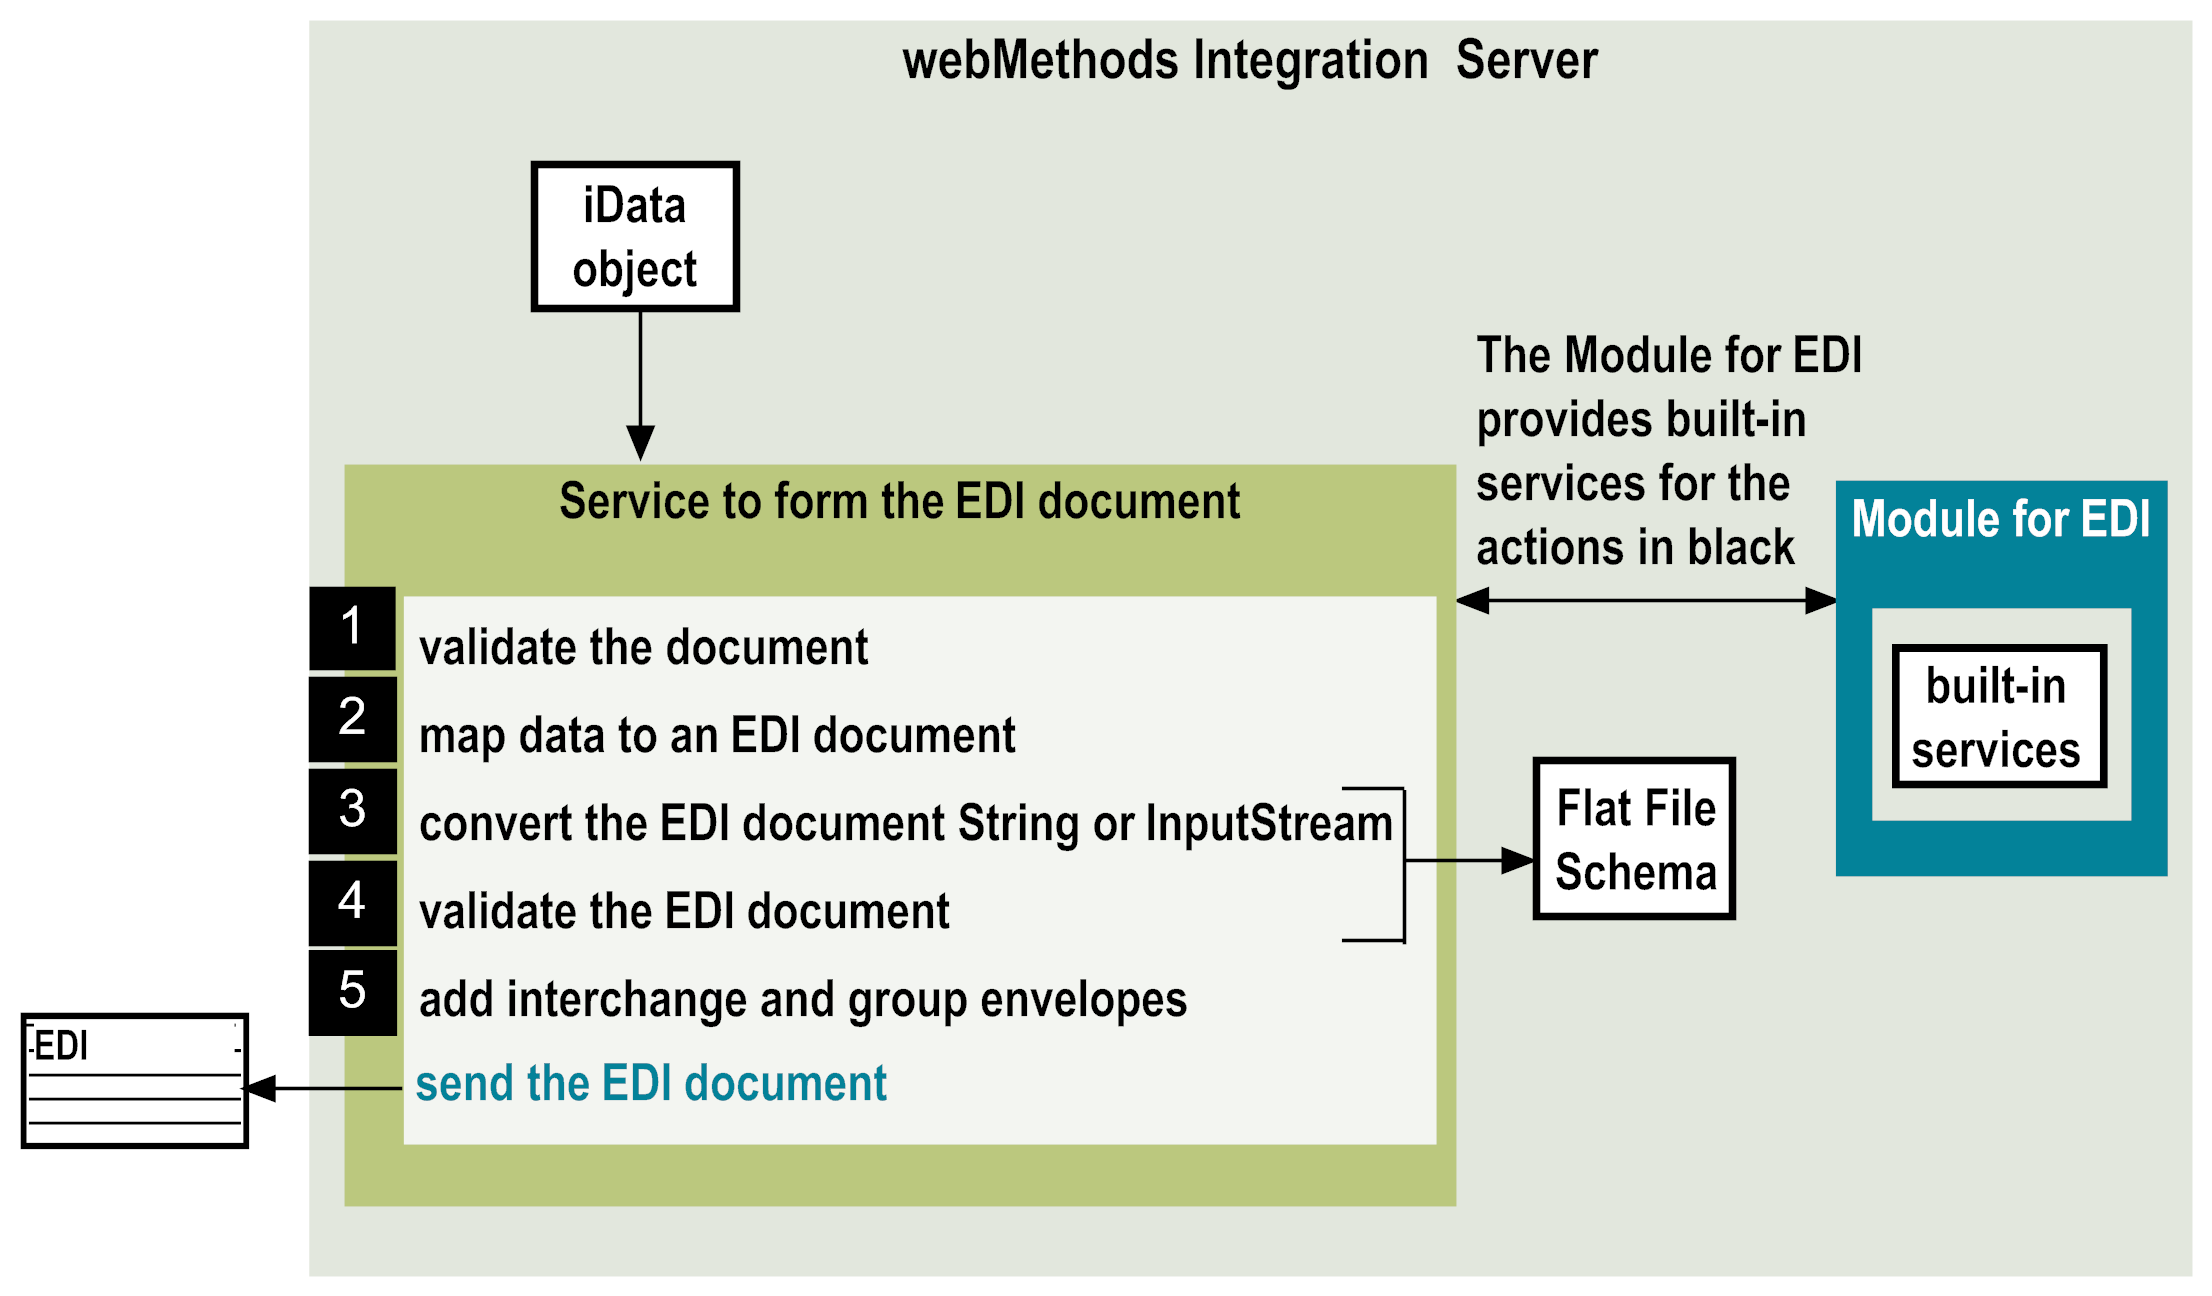 webMethods Integration Server
iData
object
The Module for EDI
provides built-in
services for the
actions in black
Service to form the EDI document
Module for EDI
built-in
services
1 validate the document
2 map data to an EDI document
3 convert the EDI document String or InputStream
4 validate the EDI document
5 add interchange and group envelopes
send the EDI document
Flat File
Schema
EDI